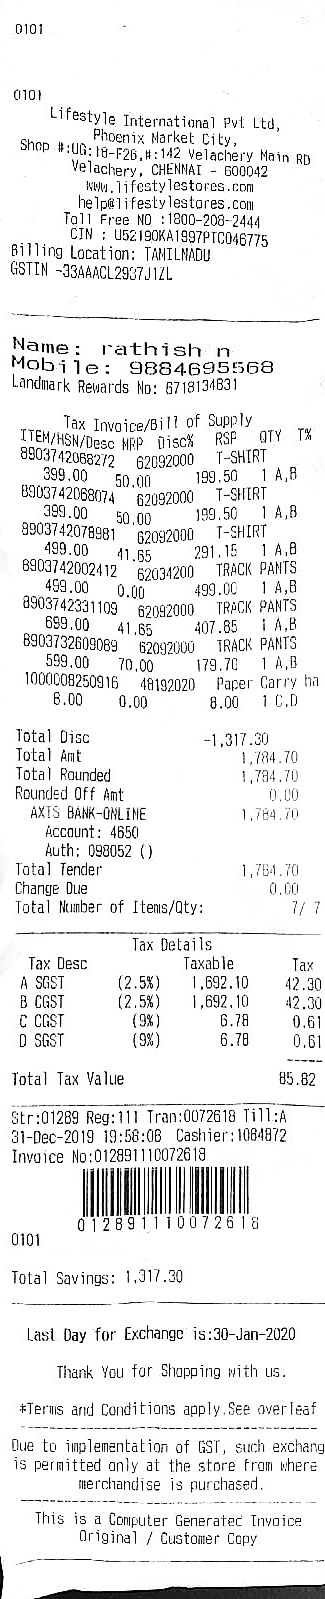 0101
0101
Lifestyle International Pvt Ltd,
Phoenix Market City,
Shop #:UG:18-F26,#:142 Velachery Main RD
Velachery, CHENNAI - 600042
www.lifestylestores.com
help@lifestylestores.com
Toll Free NO :1800-208-2444
CIN : U52190KA1997PTC046775
Billing Location: TAMILNADU
GSTIN -33AAACL2937J1ZL
Name: rathish n
Mobile: 9884695568
Landmark Rewards No: 6718134831
Tax Invoice/Bill of Supply
ITEM/HSN/Desc MRP Disc% RSP QTY T%
8903742068272 62092000 T-SHIRT
399.00 50.00 199.50 1 A,B
8903742068074 62092000 T-SHIRT
399.00 50.00 199.50 1 A,B
8903742078981 62092000 T-SHIRT
499.00 41.65 291.15 1 A,B
8903742002412 62034200 TRACK PANTS
499.00 0.00 499.00 1 A,B
8903742331109 62092000 TRACK PANTS
699.00 41.65 407.85 1 A,B
8903732609089 62092000 TRACK PANTS
599.00 70.00 179.70 1 A,B
1000008250916 48192020 Paper Carry ba
8.00 0.00 8.00 1 C,D
Total Disc -1,317.30
Total Amt 1,784.70
Total Rounded 1,784.70
Rounded Off Amt 0.00
AXIS BANK-ONLINE 1,784.70
Account: 4650
Auth: 098052 ()
Total Tender 1,784.70
Change Due 0.00
Total Number of Items/Qty: 7/ 7
Tax Details
Tax Desc Taxable Tax
A SGST (2.5%) 1,692.10 42.30
B CGST (2.5%) 1,692.10 42.30
C CGST (9%) 6.78 0.61
D SGST (9%) 6.78 0.61
-----
Total Tax Value 85.82
Str:01289 Reg:111 Tran:0072618 Till:A
31-Dec-2019 19:58:08 Cashier:1084872
Invoice No:012891110072618
012891110072618
0101
Total Savings: 1,317.30
Last Day for Exchange is:30-Jan-2020
Thank You for Shopping with us.
*Terms and Conditions apply.See overleaf
Due to implementation of GST, such exchang
is permitted only at the store from where
merchandise is purchased.
This is a Computer Generated Invoice
Original / Customer Copy